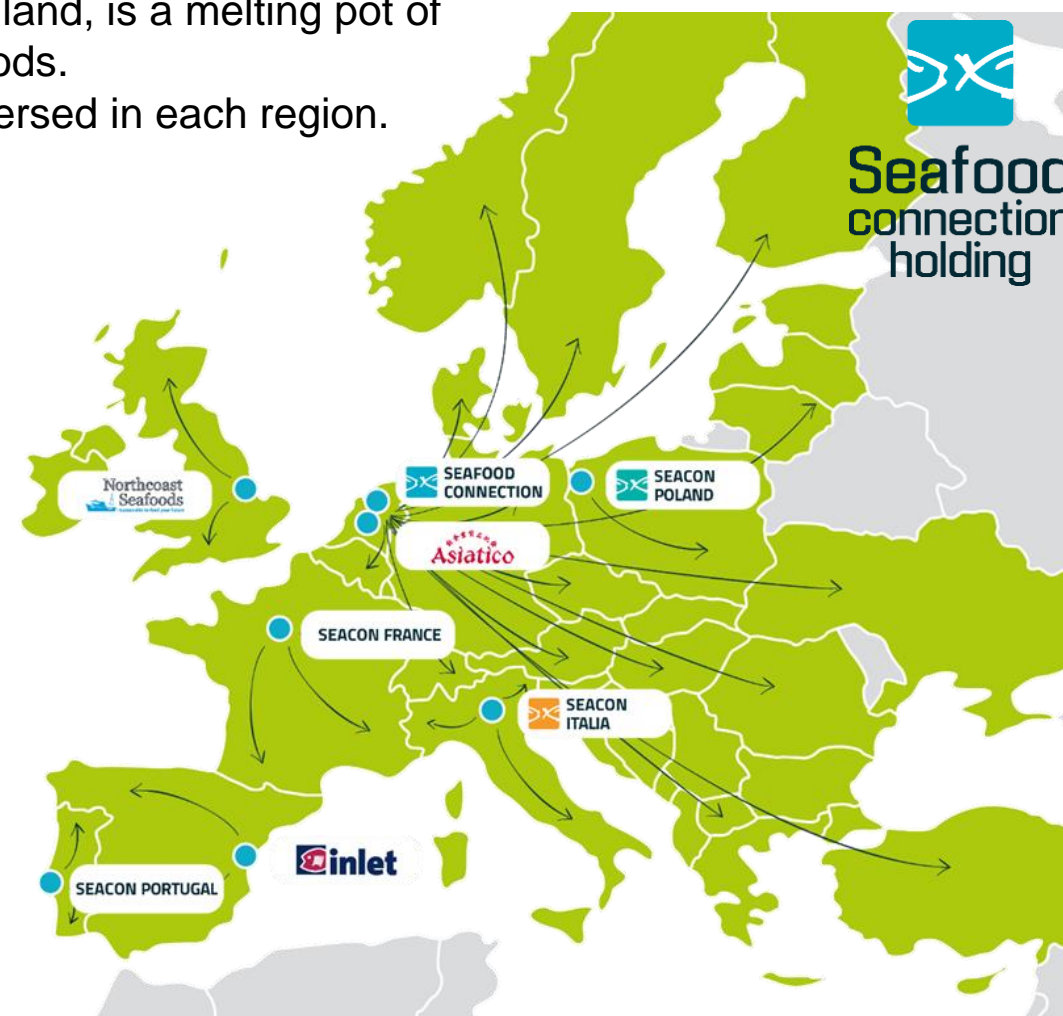 land, is a melting pot of
ods.
ersed in each region.
Seafood
connection
holding
SEAFOOD
CONNECTION
SEACON
POLAND
Northcoast
Seafoods
Asiatico
SEACON FRANCE
SEACON
ITALIA
inlet
SEACON PORTUGAL